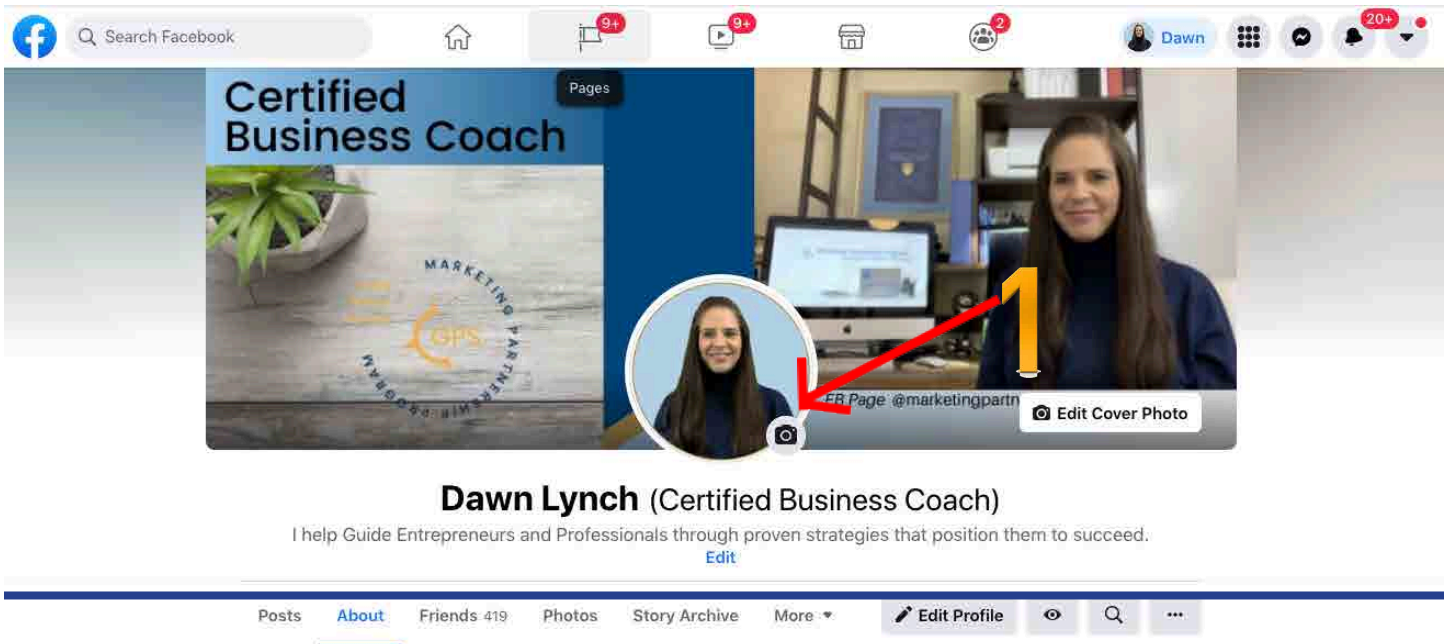 Search Facebook
9+
9+
2
Dawn
20+
Pages
Certified
Business Coach
MARKETING PARTNERSHIP PROGRAM
GPS
1
FB Page @marketingpartn
Edit Cover Photo
Dawn Lynch (Certified Business Coach)
I help Guide Entrepreneurs and Professionals through proven strategies that position them to succeed.
Edit
Posts About Friends 419 Photos Story Archive More Edit Profile